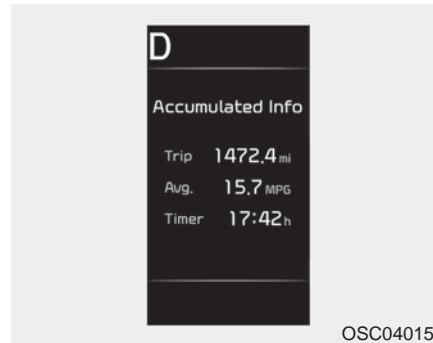 D
Accumulated Info
Trip 1472.4 mi
Avg. 15.7 MPG
Timer 17:42 h
OSC04015